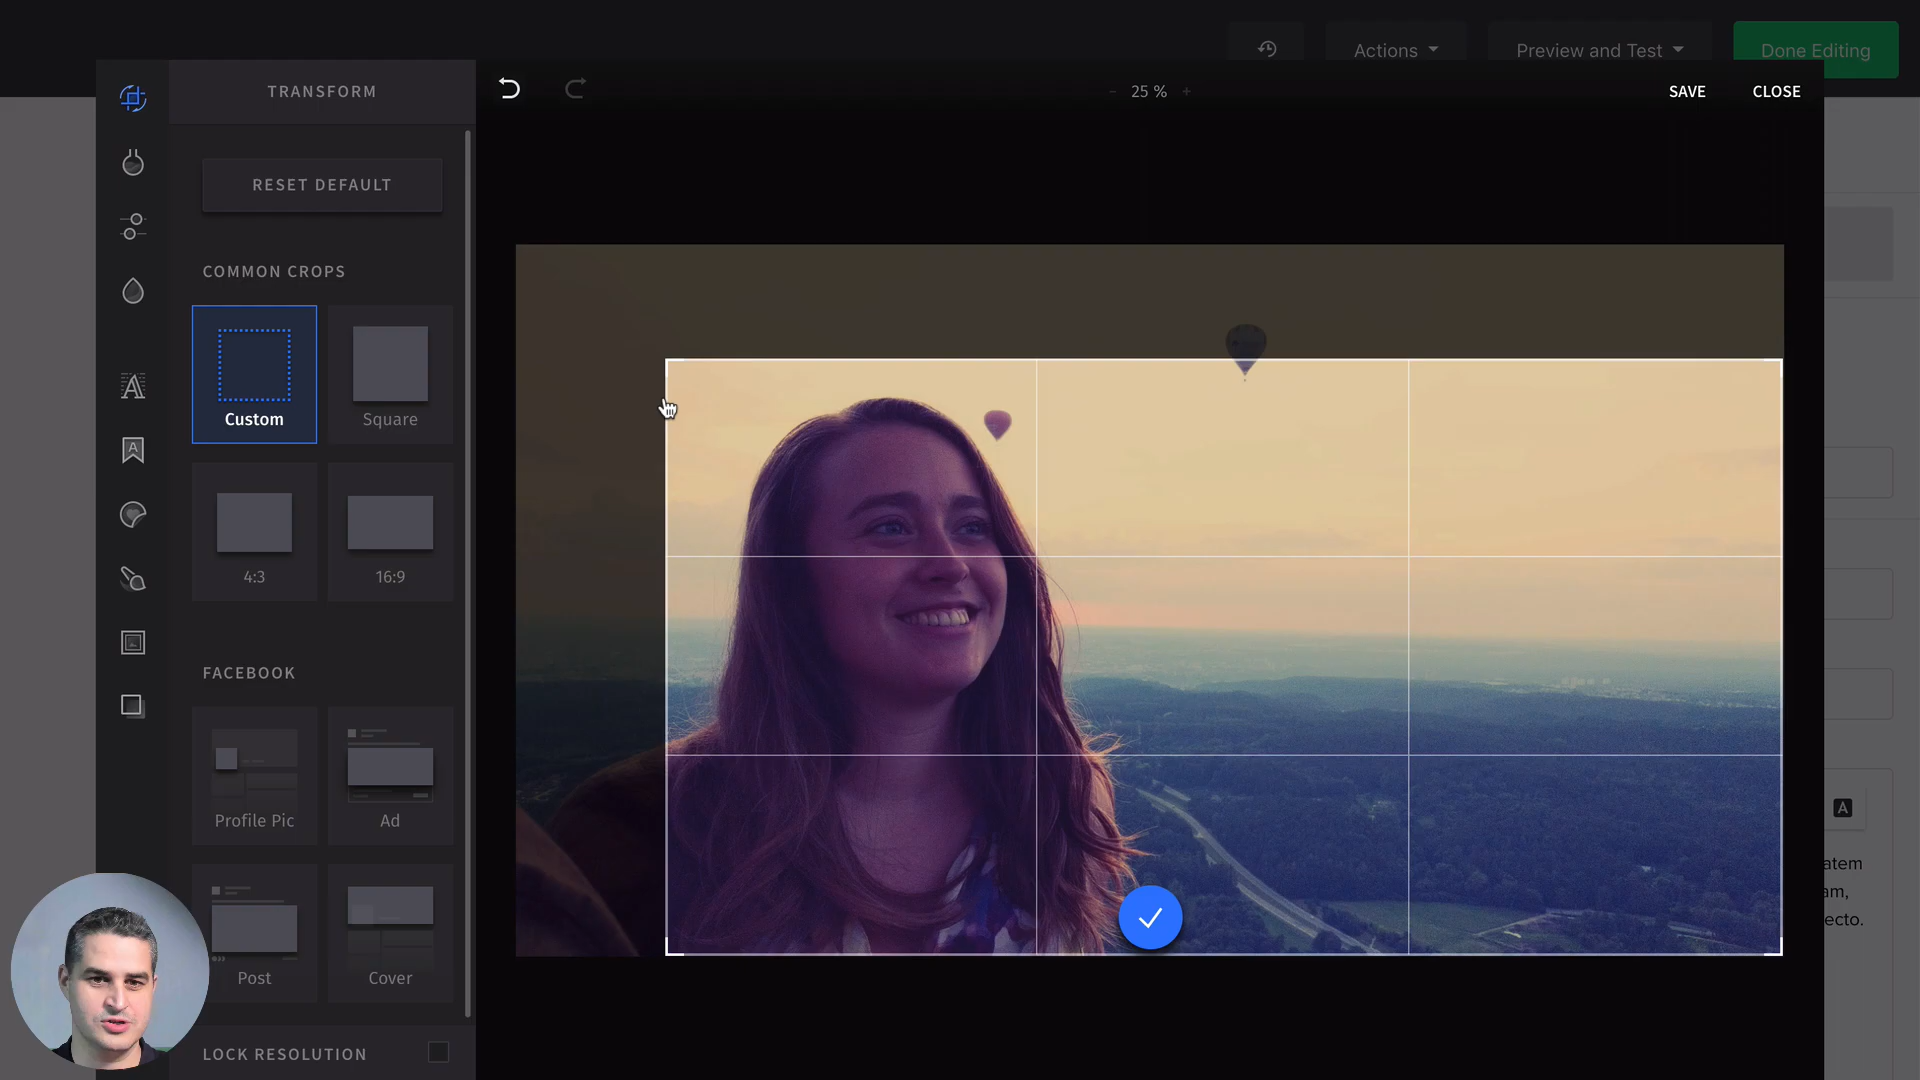 Actions
Preview and Test
Done Editing
TRANSFORM
- 25 % +
SAVE
CLOSE
RESET DEFAULT
COMMON CROPS
Custom
Square
4:3
16:9
FACEBOOK
Profile Pic
Ad
Post
Cover
LOCK RESOLUTION
A
atem
am,
ecto.